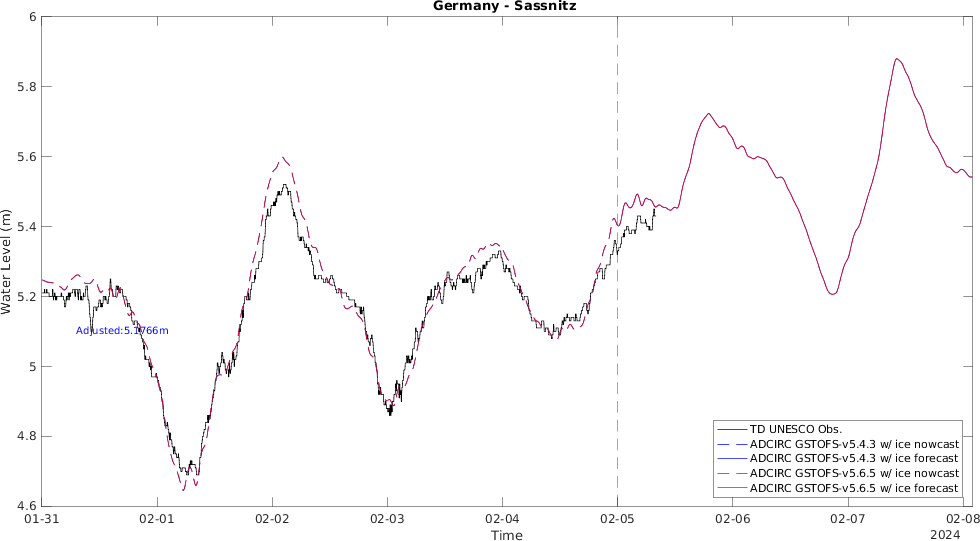 Germany - Sassnitz
6
5.8
5.6
5.4
5.2
5
4.8
4.6
Water Level (m)
Adjusted:5.1766m
TD UNESCO Obs.
ADCIRC GSTOFS-v5.4.3 w/ ice nowcast
ADCIRC GSTOFS-v5.4.3 w/ ice forecast
ADCIRC GSTOFS-v5.6.5 w/ ice nowcast
ADCIRC GSTOFS-v5.6.5 w/ ice forecast
01-31 02-01 02-02 02-03 02-04 02-05 02-06 02-07 02-08
Time
2024